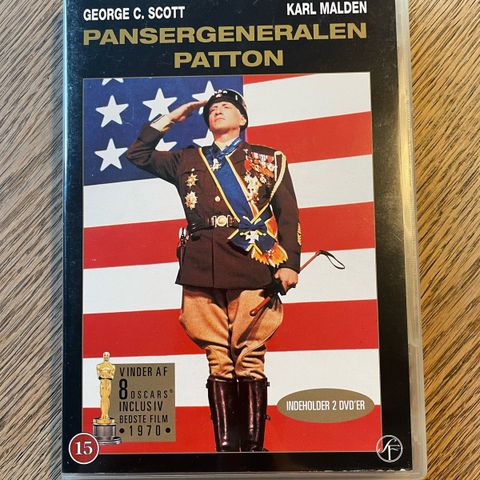 GEORGE C. SCOTT KARL MALDEN
PANSERGENERALEN
PATTON
VINDER AF
8 OSCARS®
INCLUSIV
BEDSTE FILM
• 1970 •
INDEHOLDER 2 DVD'ER
15
SF